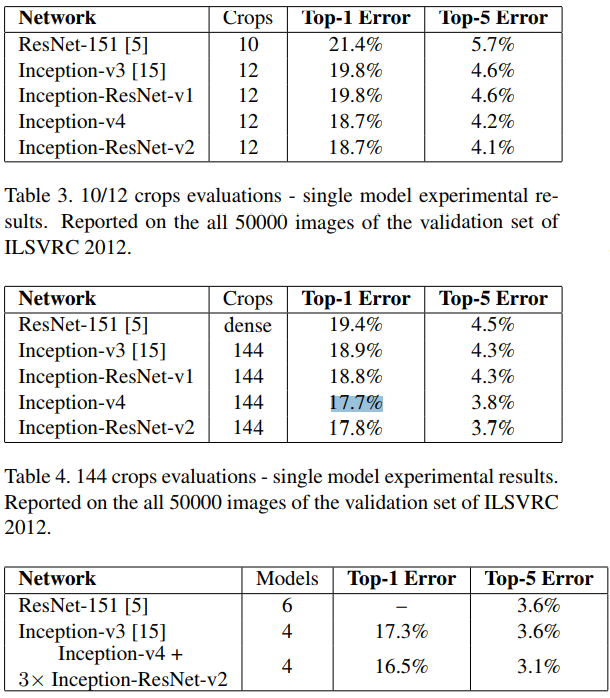 Network Crops Top-1 Error Top-5 Error
ResNet-151 [5] 10 21.4% 5.7%
Inception-v3 [15] 12 19.8% 4.6%
Inception-ResNet-v1 12 19.8% 4.6%
Inception-v4 12 18.7% 4.2%
Inception-ResNet-v2 12 18.7% 4.1%
Table 3. 10/12 crops evaluations - single model experimental re-
sults. Reported on the all 50000 images of the validation set of
ILSVRC 2012.
Network Crops Top-1 Error Top-5 Error
ResNet-151 [5] dense 19.4% 4.5%
Inception-v3 [15] 144 18.9% 4.3%
Inception-ResNet-v1 144 18.8% 4.3%
Inception-v4 144 17.7% 3.8%
Inception-ResNet-v2 144 17.8% 3.7%
Table 4. 144 crops evaluations - single model experimental results.
Reported on the all 50000 images of the validation set of ILSVRC
2012.
Network Models Top-1 Error Top-5 Error
ResNet-151 [5] 6 – 3.6%
Inception-v3 [15] 4 17.3% 3.6%
Inception-v4 +
3× Inception-ResNet-v2 4 16.5% 3.1%